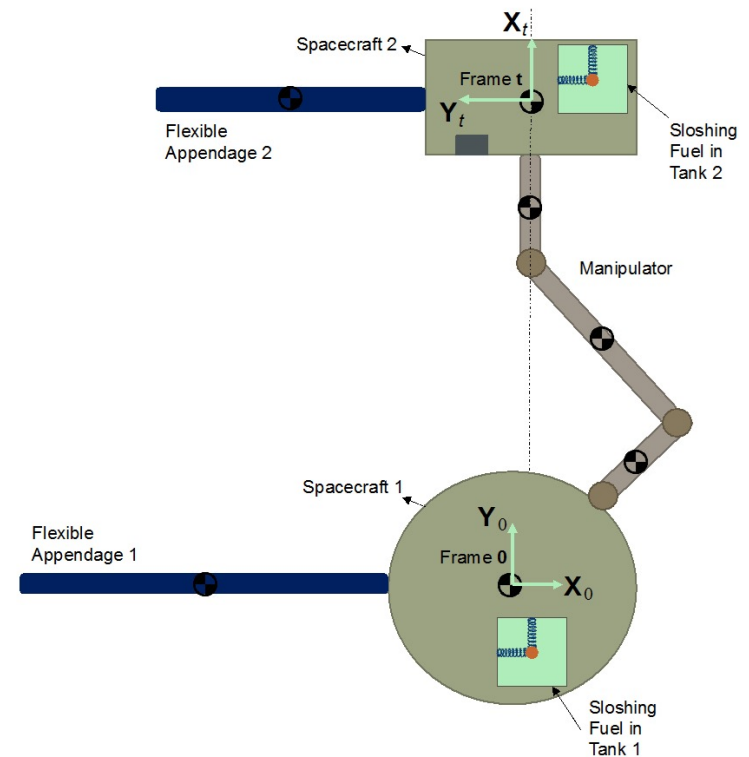 X_t
Spacecraft 2
Frame t
Y_t
Flexible
Appendage 2
Sloshing
Fuel in
Tank 2
Manipulator
Spacecraft 1
Y_0
Flexible
Appendage 1
Frame 0
X_0
Sloshing
Fuel in
Tank 1